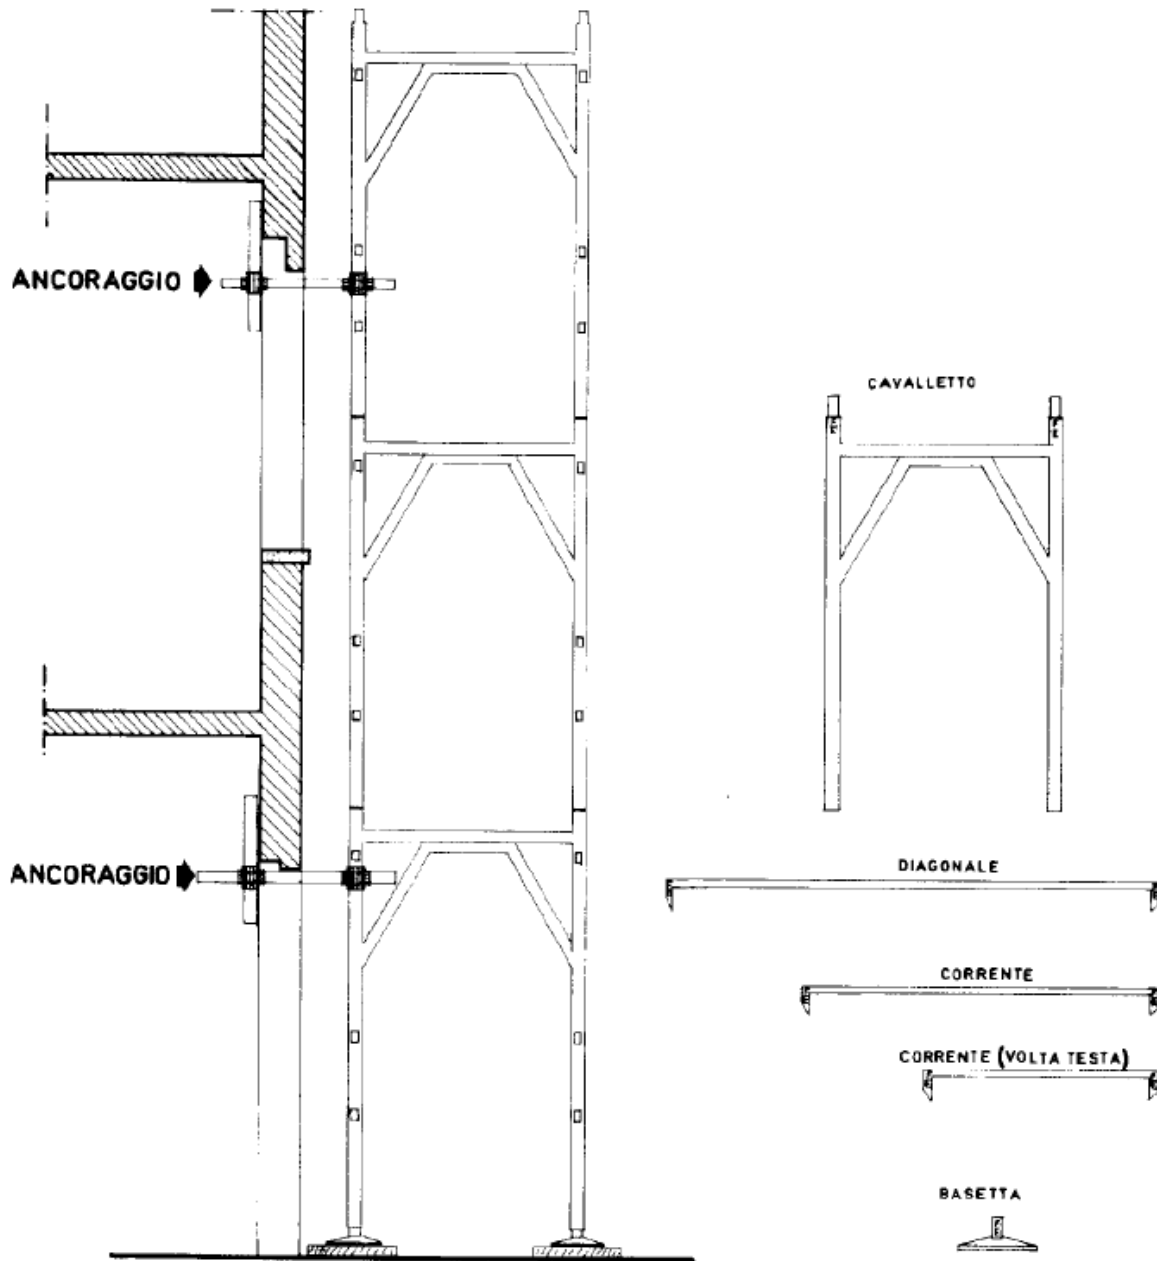 ANCORAGGIO
CAVALLETTO
ANCORAGGIO
DIAGONALE
CORRENTE
CORRENTE (VOLTA TESTA)
BASETTA